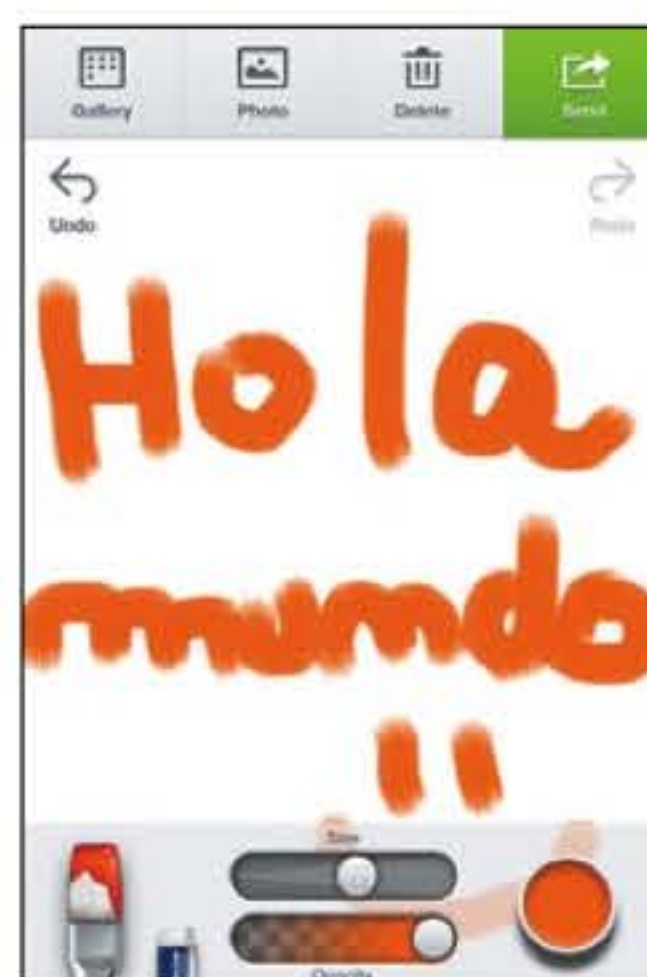 Gallery Photo Delete Send
Undo Redo
Hola
mundo
Size
Opacity